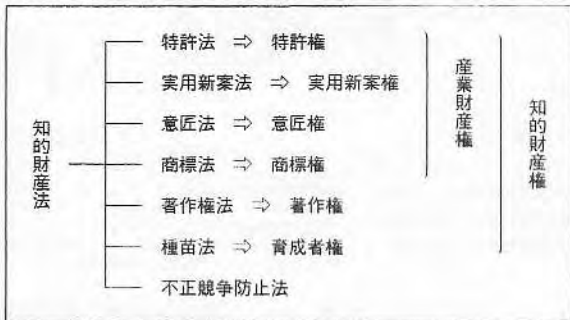 知的財産法
特許法 ⇒ 特許権
実用新案法 ⇒ 実用新案権
意匠法 ⇒ 意匠権
商標法 ⇒ 商標権
著作権法 ⇒ 著作権
種苗法 ⇒ 育成者権
不正競争防止法
産業財産権
知的財産権